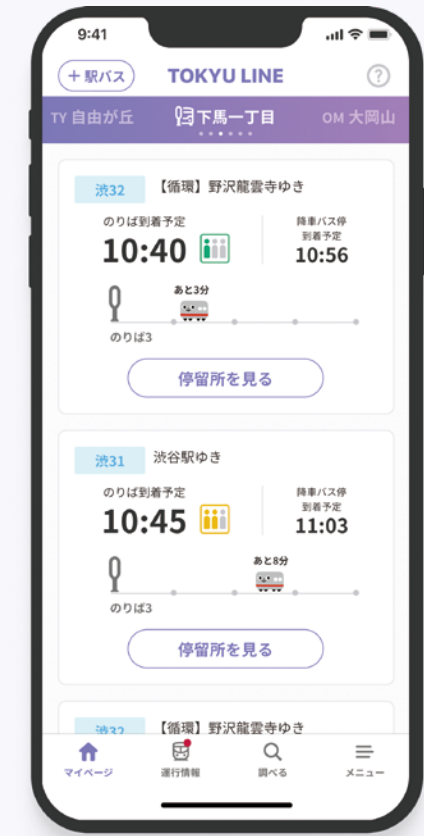 9:41
+ 駅バス TOKYU LINE ?
TY 自由が丘 下馬一丁目 OM 大岡山
渋32 【循環】野沢龍雲寺ゆき
のりば到着予定
10:40
降車バス停
到着予定
10:56
あと3分
のりば3
停留所を見る
渋31 渋谷駅ゆき
のりば到着予定
10:45
降車バス停
到着予定
11:03
あと8分
のりば3
停留所を見る
渋32 【循環】野沢龍雲寺ゆき
マイページ 運行情報 調べる メニュー